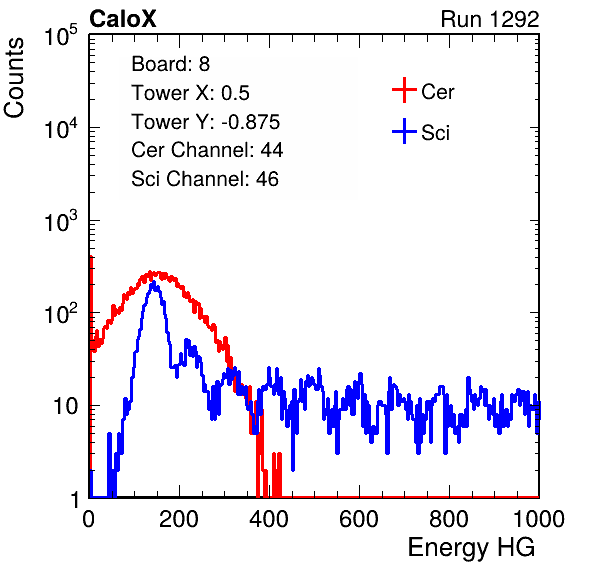 CaloX Run 1292
Board: 8
Tower X: 0.5
Tower Y: -0.875
Cer Channel: 44
Sci Channel: 46
Cer
Sci
Counts
10^5
10^4
10^3
10^2
10
1
0 200 400 600 800 1000
Energy HG